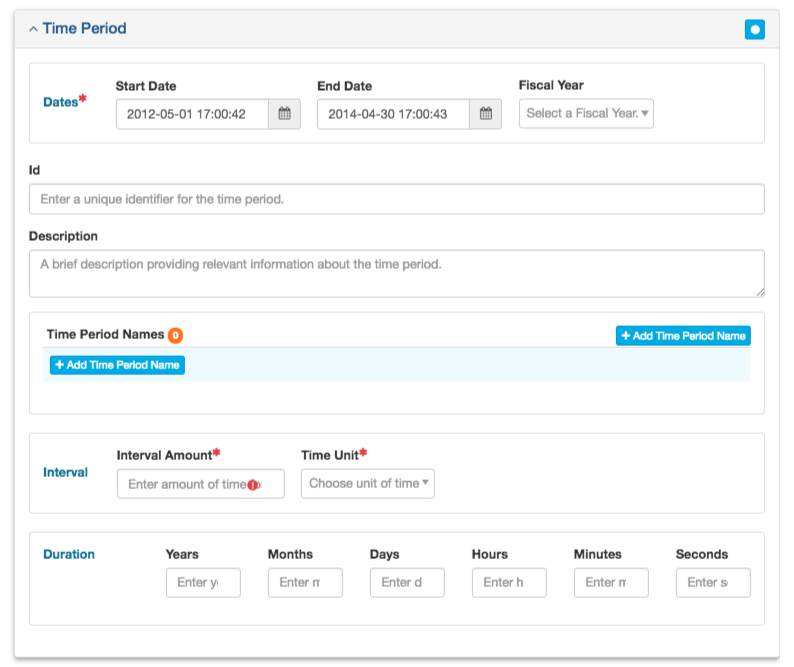 Time Period
Start Date End Date Fiscal Year
Dates* 2012-05-01 17:00:42 2014-04-30 17:00:43 Select a Fiscal Year.
Id
Enter a unique identifier for the time period.
Description
A brief description providing relevant information about the time period.
Time Period Names 0 + Add Time Period Name
+ Add Time Period Name
Interval Amount* Time Unit*
Interval Enter amount of time Choose unit of time
Duration Years Months Days Hours Minutes Seconds
Enter y Enter m Enter d Enter h Enter m Enter s